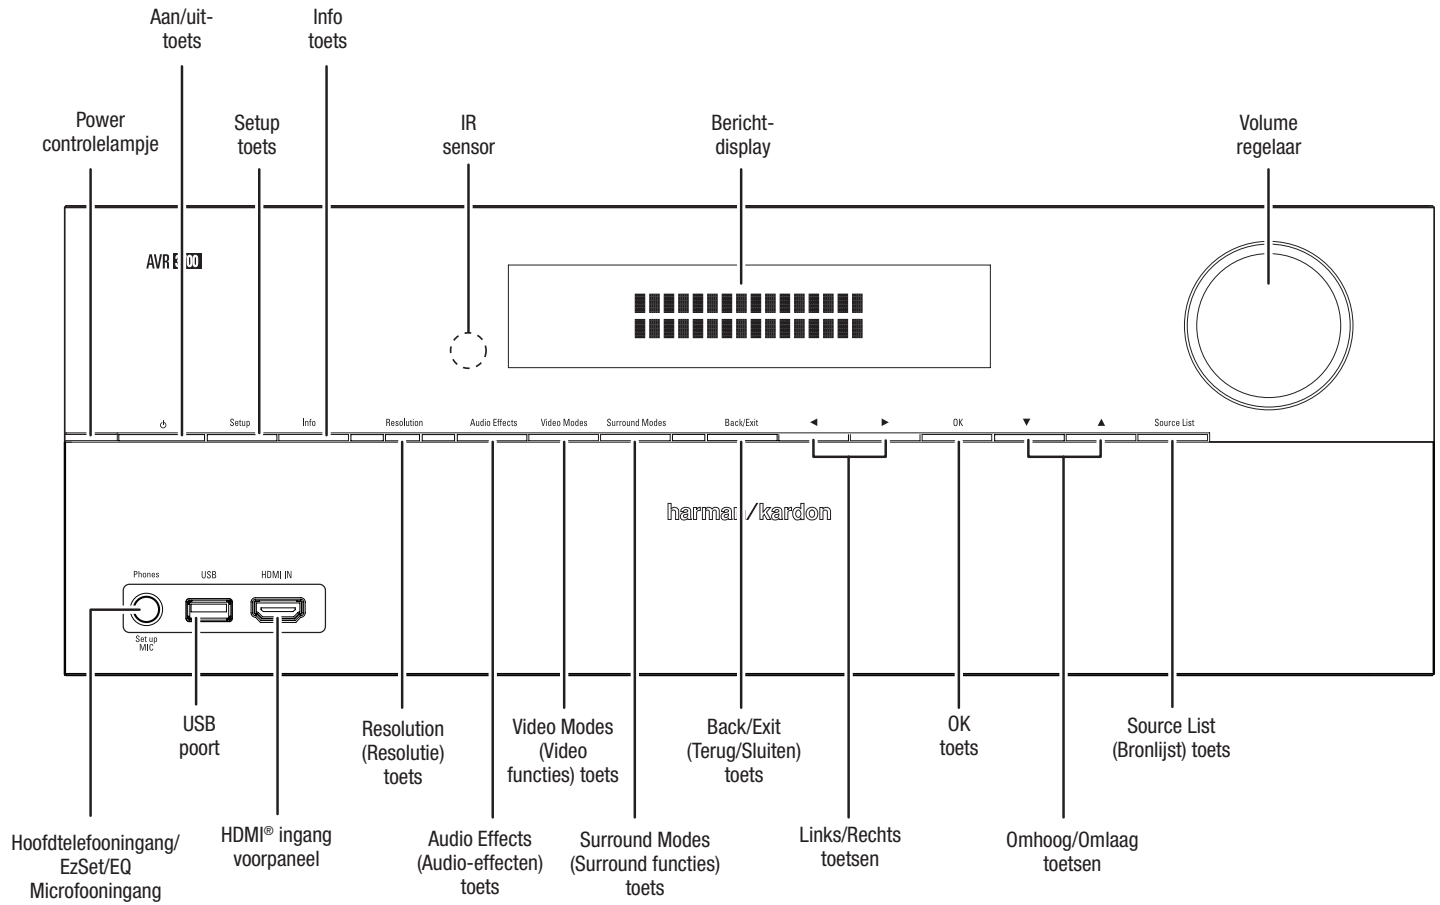 Aan/uit-
toets
Info
toets
Power
controlelampje
Setup
toets
IR
sensor
Bericht-
display
Volume
regelaar
AVR
Setup
Info
Resolution
Audio Effects
Video Modes
Surround Modes
Back/Exit
OK
Source List
harman/kardon
Phones
USB
HDMI IN
Set up
MIC
USB
poort
Resolution
(Resolutie)
toets
Video Modes
(Video
functies) toets
Back/Exit
(Terug/Sluiten)
toets
OK
toets
Source List
(Bronlijst) toets
Hoofdtelefooningang/
EzSet/EQ
Microfooningang
HDMI® ingang
voorpaneel
Audio Effects
(Audio-effecten)
toets
Surround Modes
(Surround functies)
toets
Links/Rechts
toetsen
Omhoog/Omlaag
toetsen